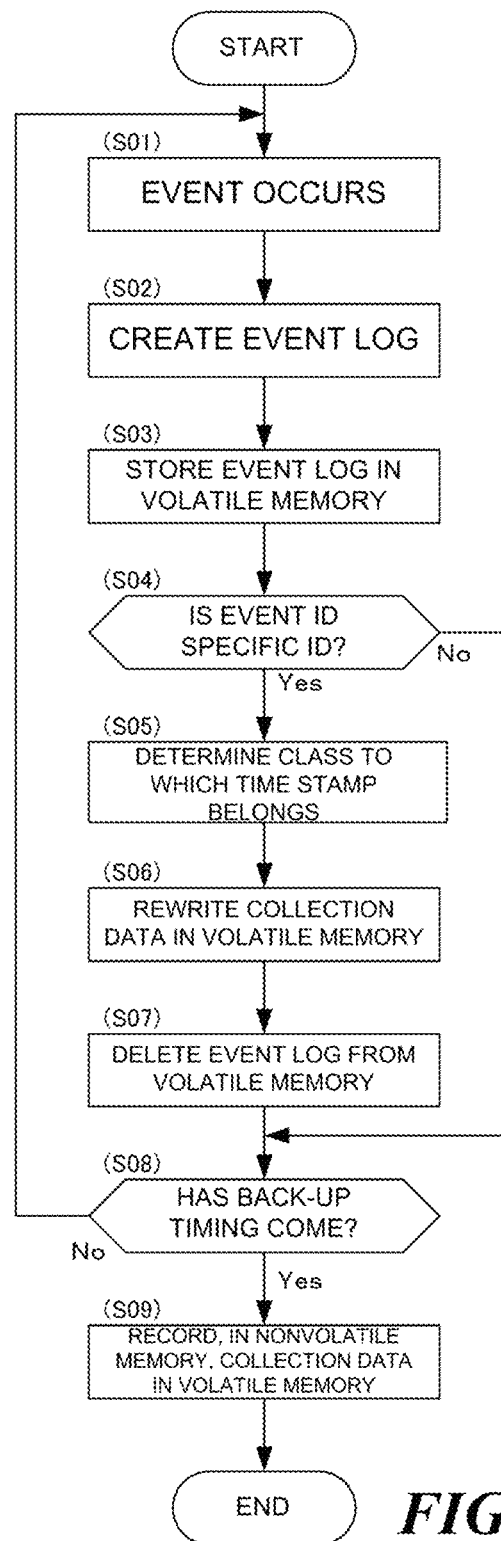 START
(S01)
EVENT OCCURS
(S02)
CREATE EVENT LOG
(S03)
STORE EVENT LOG IN
VOLATILE MEMORY
(S04)
IS EVENT ID
SPECIFIC ID?
No
Yes
(S05)
DETERMINE CLASS TO
WHICH TIME STAMP
BELONGS
(S06)
REWRITE COLLECTION
DATA IN VOLATILE MEMORY
(S07)
DELETE EVENT LOG FROM
VOLATILE MEMORY
(S08)
HAS BACK-UP
TIMING COME?
No
Yes
(S09)
RECORD, IN NONVOLATILE
MEMORY, COLLECTION DATA
IN VOLATILE MEMORY
END
FIG